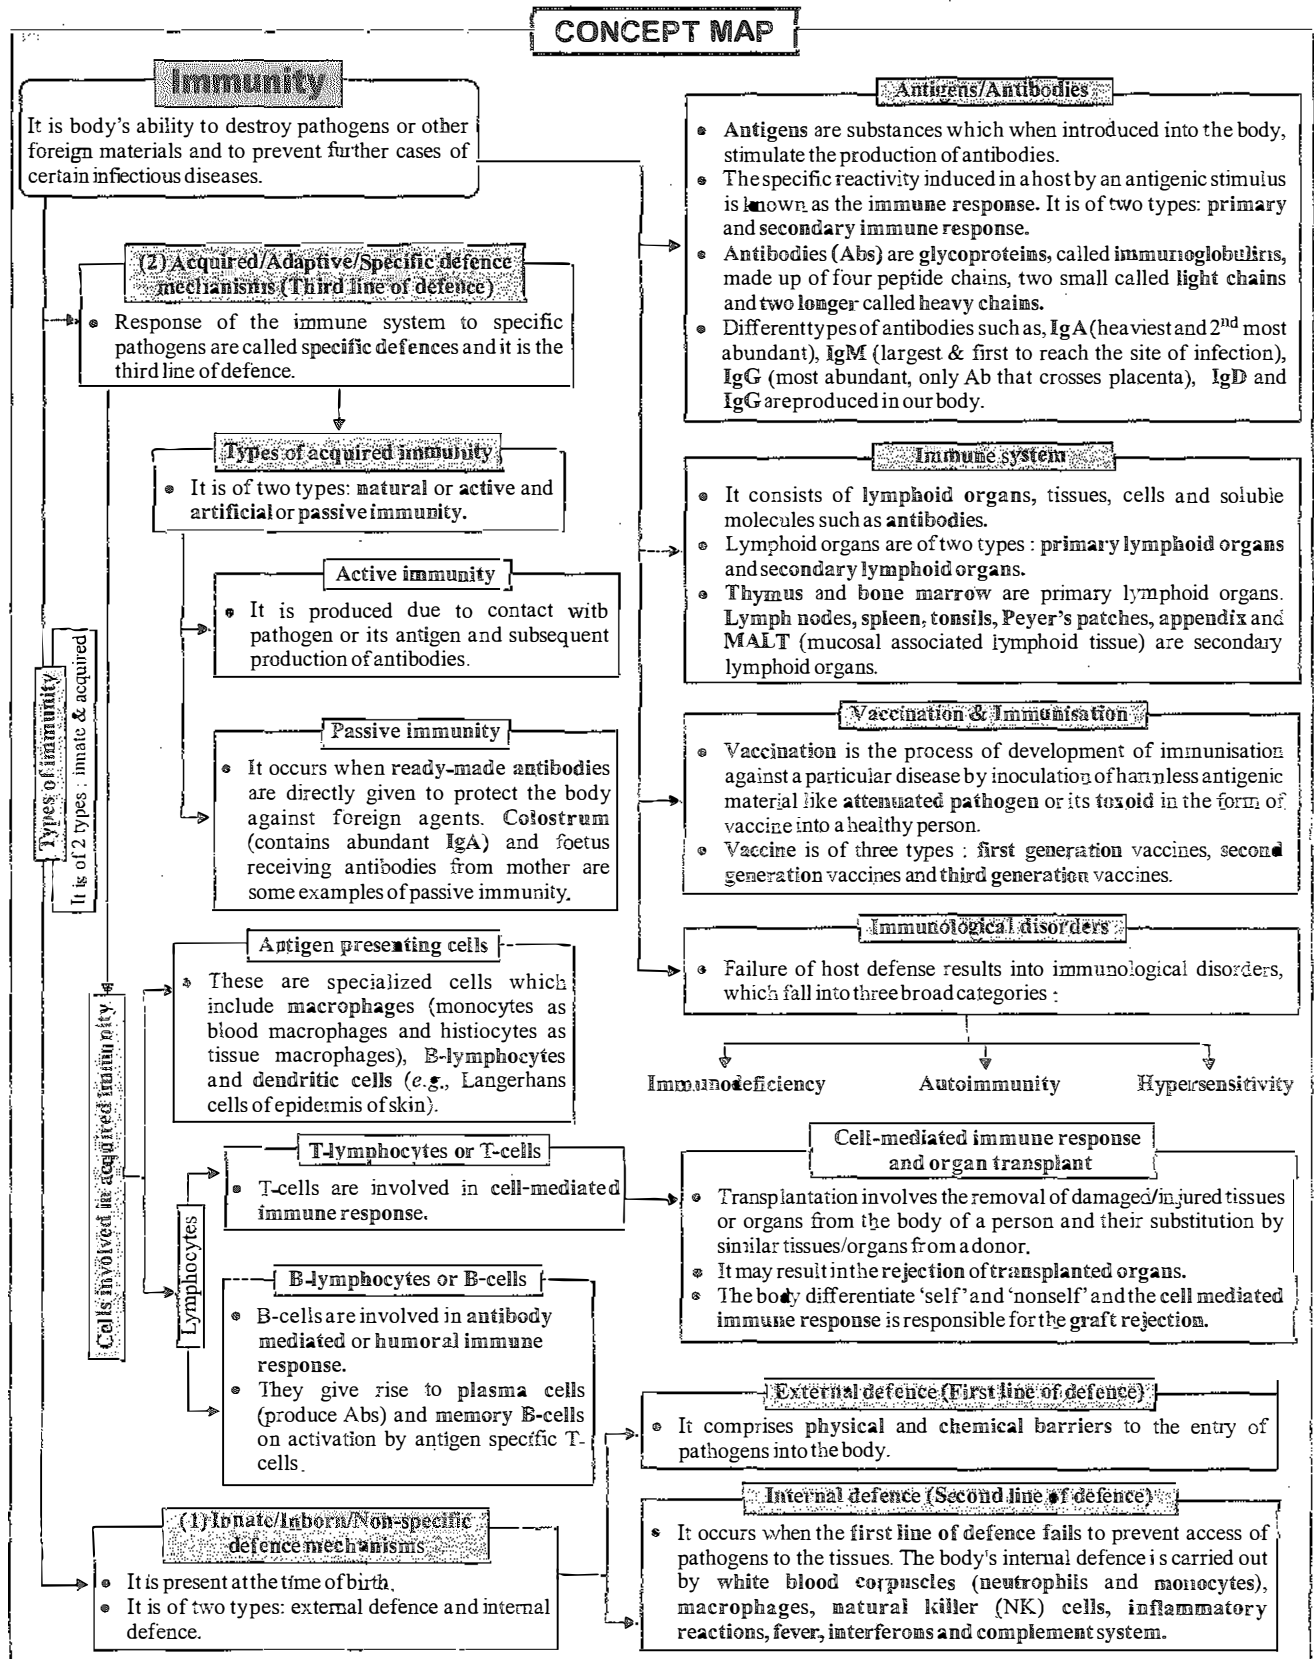 CONCEPT MAP
Immunity
It is body's ability to destroy pathogens or other
foreign materials and to prevent further cases of
certain infectious diseases.
(2) Acquired/Adaptive/Specific defence
mechanisms (Third line of defence)
• Response of the immune system to specific
pathogens are called specific defences and it is the
third line of defence.
Types of acquired immunity
• It is of two types: natural or active and
artificial or passive immunity.
Active immunity
• It is produced due to contact with
pathogen or its antigen and subsequent
production of antibodies.
Passive immunity
• It occurs when ready-made antibodies
are directly given to protect the body
against foreign agents. Colostrum
(contains abundant IgA) and foetus
receiving antibodies from mother are
some examples of passive immunity.
Types of immunity
It is of 2 types : innate & acquired
Cells involved in acquired immunity
Antigen presenting cells
• These are specialized cells which
include macrophages (monocytes as
blood macrophages and histiocytes as
tissue macrophages), B-lymphocytes
and dendritic cells (e.g., Langerhans
cells of epidermis of skin).
Lymphocytes
T-lymphocytes or T-cells
• T-cells are involved in cell-mediated
immune response.
B-lymphocytes or B-cells
• B-cells are involved in antibody
mediated or humoral immune
response.
• They give rise to plasma cells
(produce Abs) and memory B-cells
on activation by antigen specific T-
cells.
(1) Innate/Inborn/Non-specific
defence mechanisms
• It is present at the time of birth.
• It is of two types: external defence and internal
defence.
Antigens/Antibodies
• Antigens are substances which when introduced into the body,
stimulate the production of antibodies.
• The specific reactivity induced in a host by an antigenic stimulus
is known as the immune response. It is of two types: primary
and secondary immune response.
• Antibodies (Abs) are glycoproteins, called immunoglobulins,
made up of four peptide chains, two small called light chains
and two longer called heavy chains.
• Different types of antibodies such as, IgA (heaviest and 2nd most
abundant), IgM (largest & first to reach the site of infection),
IgG (most abundant, only Ab that crosses placenta), IgD and
IgG are produced in our body.
Immune system
• It consists of lymphoid organs, tissues, cells and soluble
molecules such as antibodies.
• Lymphoid organs are of two types : primary lymphoid organs
and secondary lymphoid organs.
• Thymus and bone marrow are primary lymphoid organs.
Lymph nodes, spleen, tonsils, Peyer's patches, appendix and
MALT (mucosal associated lymphoid tissue) are secondary
lymphoid organs.
Vaccination & Immunisation
• Vaccination is the process of development of immunisation
against a particular disease by inoculation of harmless antigenic
material like attenuated pathogen or its toxoid in the form of
vaccine into a healthy person.
• Vaccine is of three types : first generation vaccines, second
generation vaccines and third generation vaccines.
Immunological disorders
• Failure of host defense results into immunological disorders,
which fall into three broad categories :
Immunodeficiency Autoimmunity Hypersensitivity
Cell-mediated immune response
and organ transplant
• Transplantation involves the removal of damaged/injured tissues
or organs from the body of a person and their substitution by
similar tissues/organs from a donor.
• It may result in the rejection of transplanted organs.
• The body differentiate 'self' and 'nonself' and the cell mediated
immune response is responsible for the graft rejection.
External defence (First line of defence)
• It comprises physical and chemical barriers to the entry of
pathogens into the body.
Internal defence (Second line of defence)
• It occurs when the first line of defence fails to prevent access of
pathogens to the tissues. The body's internal defence is carried out
by white blood corpuscles (neutrophils and monocytes),
macrophages, natural killer (NK) cells, inflammatory
reactions, fever, interferons and complement system.